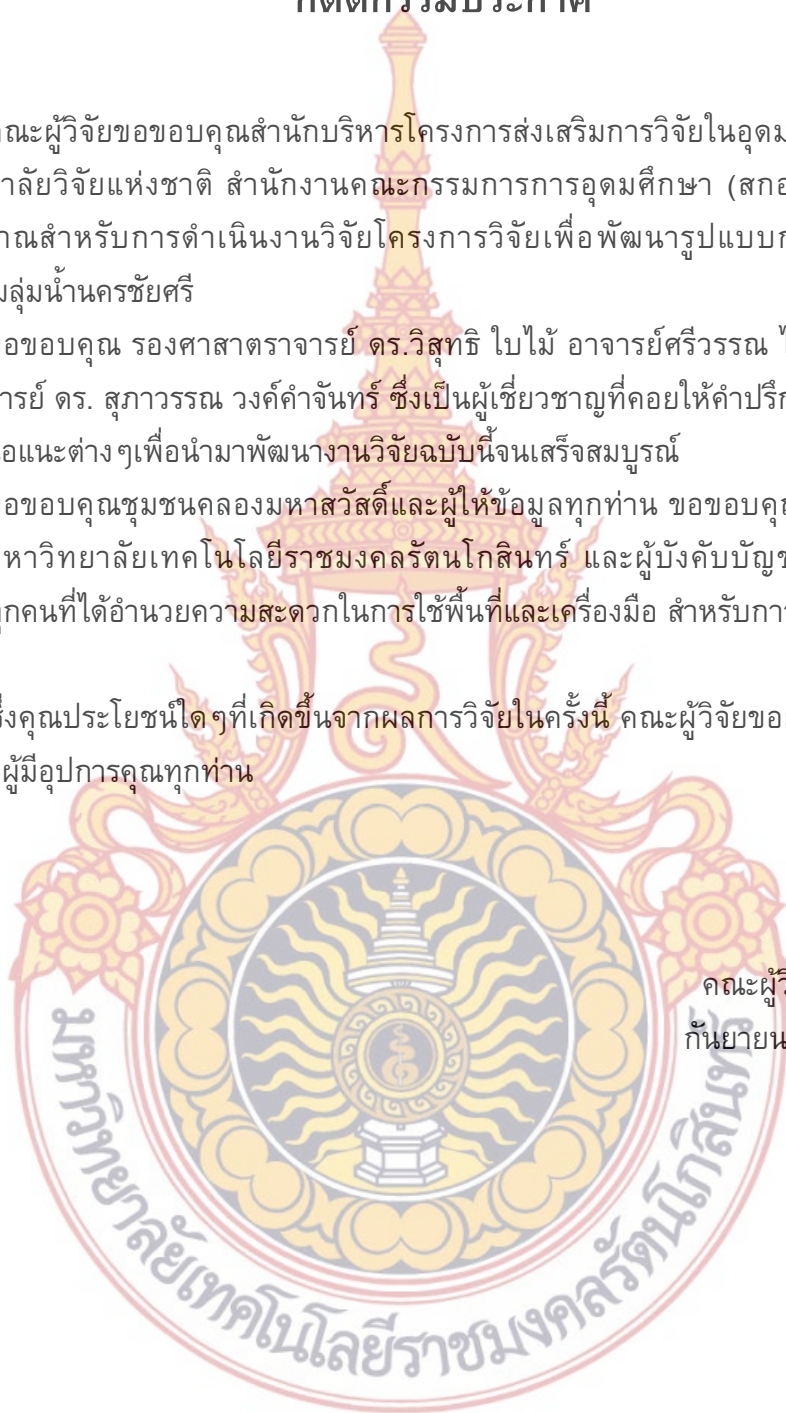 กิตติกรรมประกาศ
ณะผู้วิจัยขอขอบคุณสำนักบริหารโครงการส่งเสริมการวิจัยในอุดม
าลัยวิจัยแห่งชาติ สำนักงานคณะกรรมการการอุดมศึกษา (สกอ
าณสำหรับการดำเนินงานวิจัยโครงการวิจัยเพื่อพัฒนารูปแบบก
มลุ่มน้ำนครชัยศรี
อขอบคุณ รองศาสาตราจารย์ ดร.วิสุทธิ ใบไม้ อาจารย์ศรีวรรณ ไ
ารย์ ดร. สุภาวรรณ วงค์คำจันทร์ ซึ่งเป็นผู้เชี่ยวชาญที่คอยให้คำปรึก
อแนะต่างๆเพื่อนำมาพัฒนางานวิจัยฉบับนี้จนเสร็จสมบูรณ์
อขอบคุณชุมชนคลองมหาสวัสดิ์และผู้ให้ข้อมูลทุกท่าน ขอขอบคุณ
หาวิทยาลัยเทคโนโลยีราชมงคลรัตนโกสินทร์ และผู้บังคับบัญช
ุกคนที่ได้อำนวยความสะดวกในการใช้พื้นที่และเครื่องมือ สำหรับการ
ซึ่งคุณประโยชน์ใดๆที่เกิดขึ้นจากผลการวิจัยในครั้งนี้ คณะผู้วิจัยขอ
ผู้มีอุปการคุณทุกท่าน
คณะผู้วิ
กันยายน
มหาวิทยาลัยเทคโนโลยีราชมงคลรัตนโกสินทร์